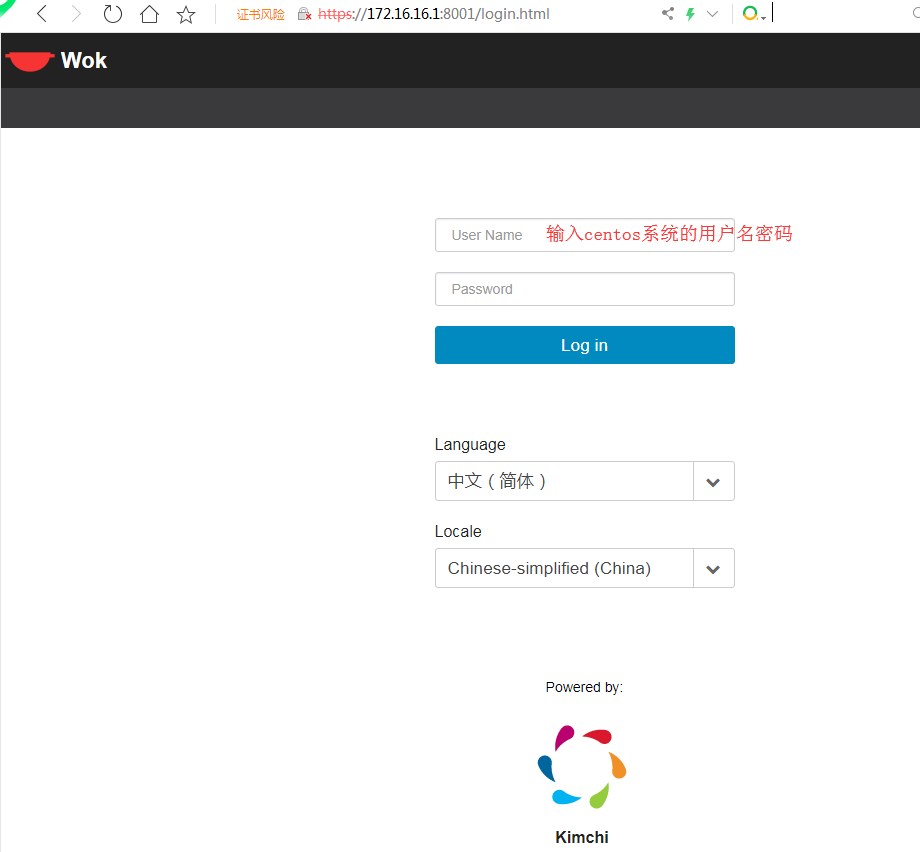 证书风险 https://172.16.16.1:8001/login.html
Wok
User Name 输入centos系统的用户名密码
Password
Log in
Language
中文（简体）
Locale
Chinese-simplified (China)
Powered by:
Kimchi